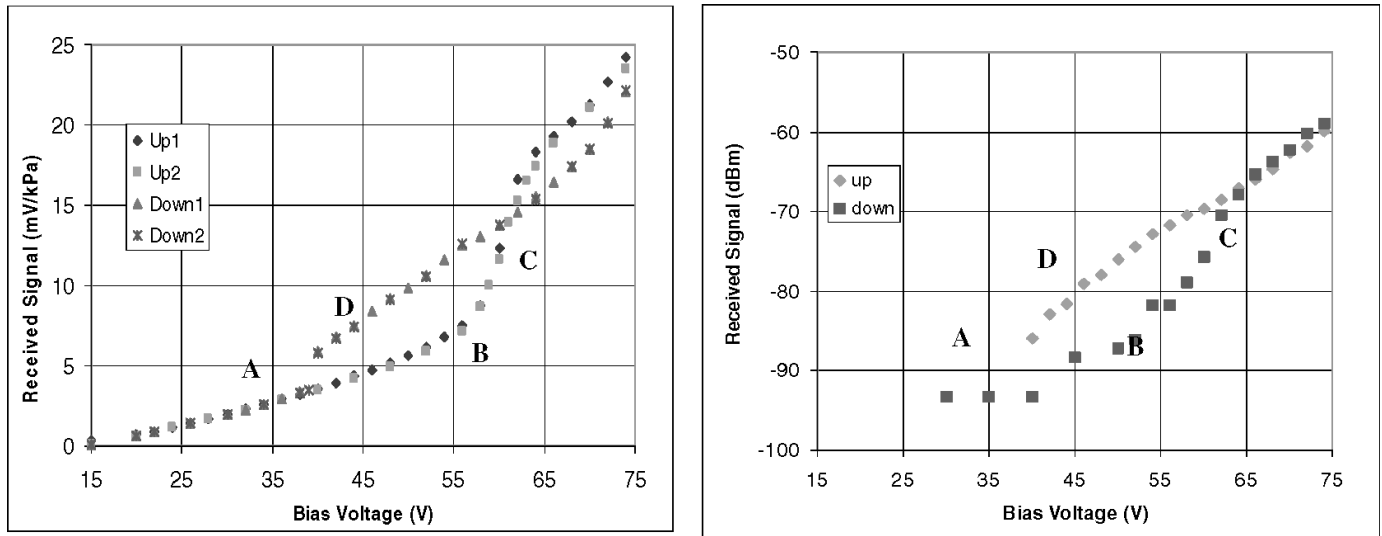 25
20
15
10
5
0
15 25 35 45 55 65 75
Received Signal (mV/kPa)
Bias Voltage (V)
Up1
Up2
Down1
Down2
A
D
C
B
-50
-60
-70
-80
-90
-100
15 25 35 45 55 65 75
Received Signal (dBm)
Bias Voltage (V)
up
down
C
D
A
B